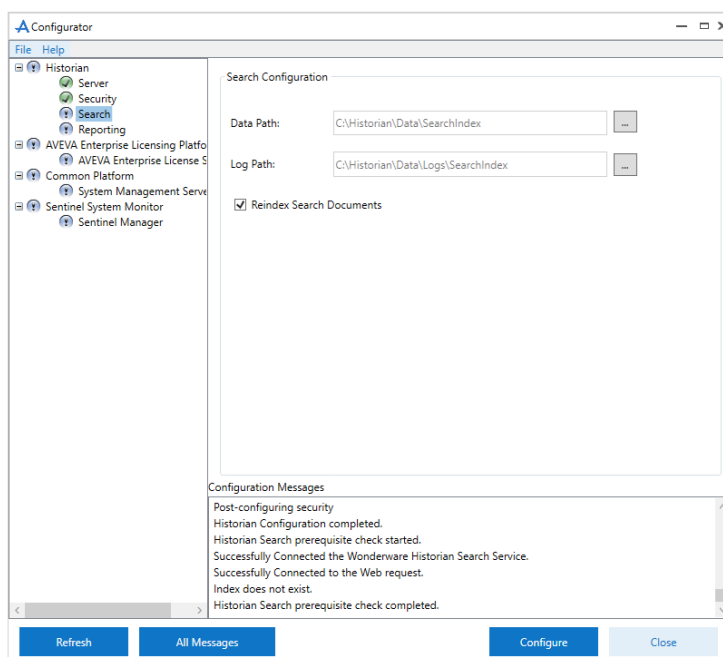 Configurator
File Help
Historian
Server
Security
Search
Reporting
AVEVA Enterprise Licensing Platfo
AVEVA Enterprise License S
Common Platform
System Management Serve
Sentinel System Monitor
Sentinel Manager
Search Configuration
Data Path: C:\Historian\Data\SearchIndex ...
Log Path: C:\Historian\Data\Logs\SearchIndex ...
Reindex Search Documents
Configuration Messages
Post-configuring security
Historian Configuration completed.
Historian Search prerequisite check started.
Successfully Connected the Wonderware Historian Search Service.
Successfully Connected to the Web request.
Index does not exist.
Historian Search prerequisite check completed.
Refresh All Messages Configure Close